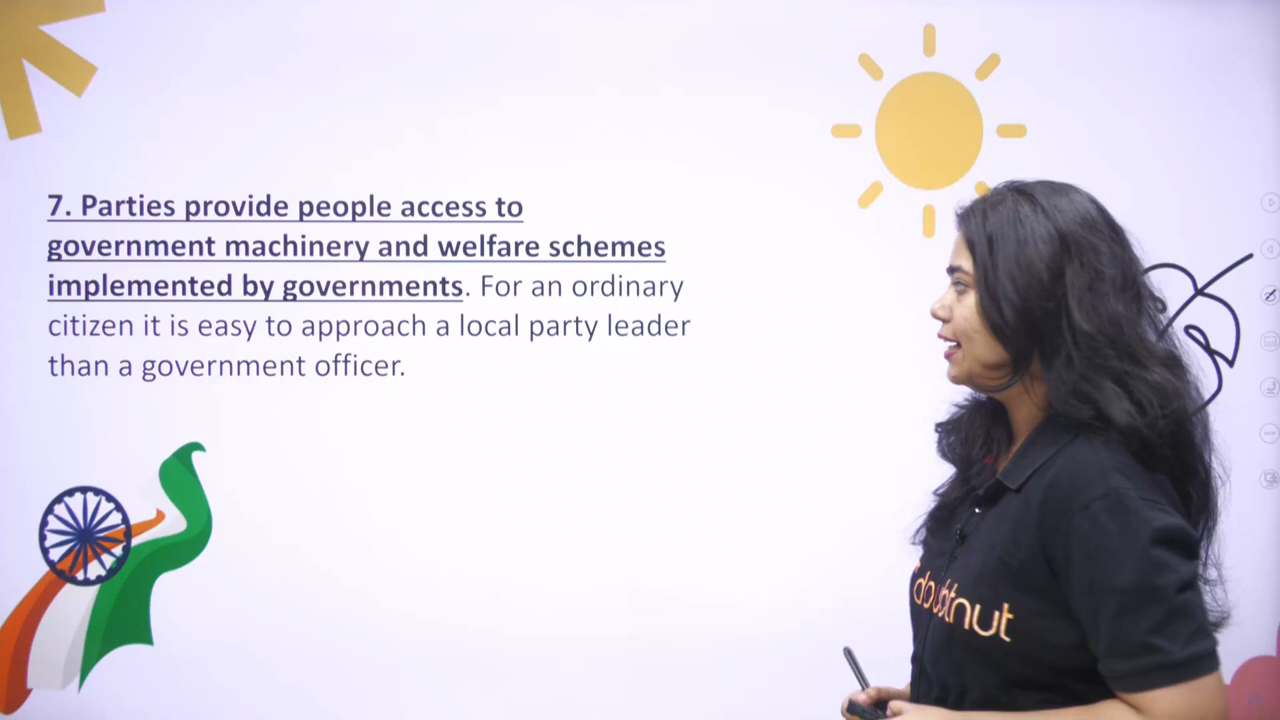 7. Parties provide people access to
government machinery and welfare schemes
implemented by governments. For an ordinary
citizen it is easy to approach a local party leader
than a government officer.
doubtnut